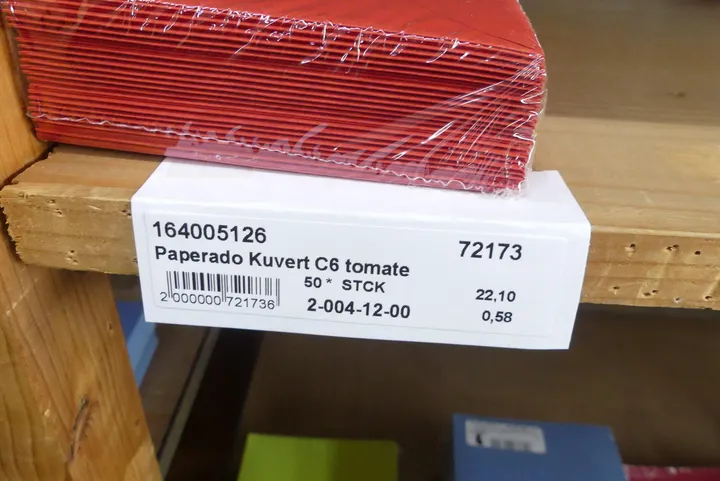 164005126
72173
Paperado Kuvert C6 tomate
50 * STCK
22,10
2 000000 721736
2-004-12-00
0,58